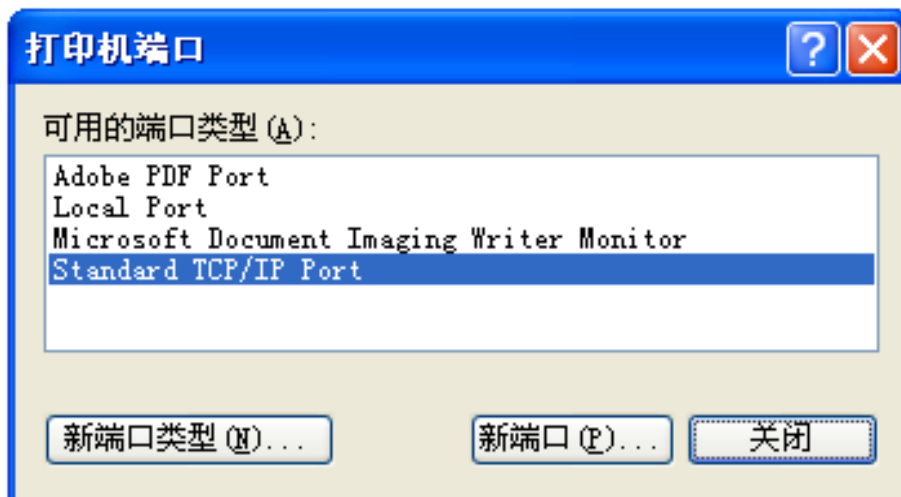 打印机端口
可用的端口类型(A):
Adobe PDF Port
Local Port
Microsoft Document Imaging Writer Monitor
Standard TCP/IP Port
新端口类型(N)... 新端口(P)... 关闭